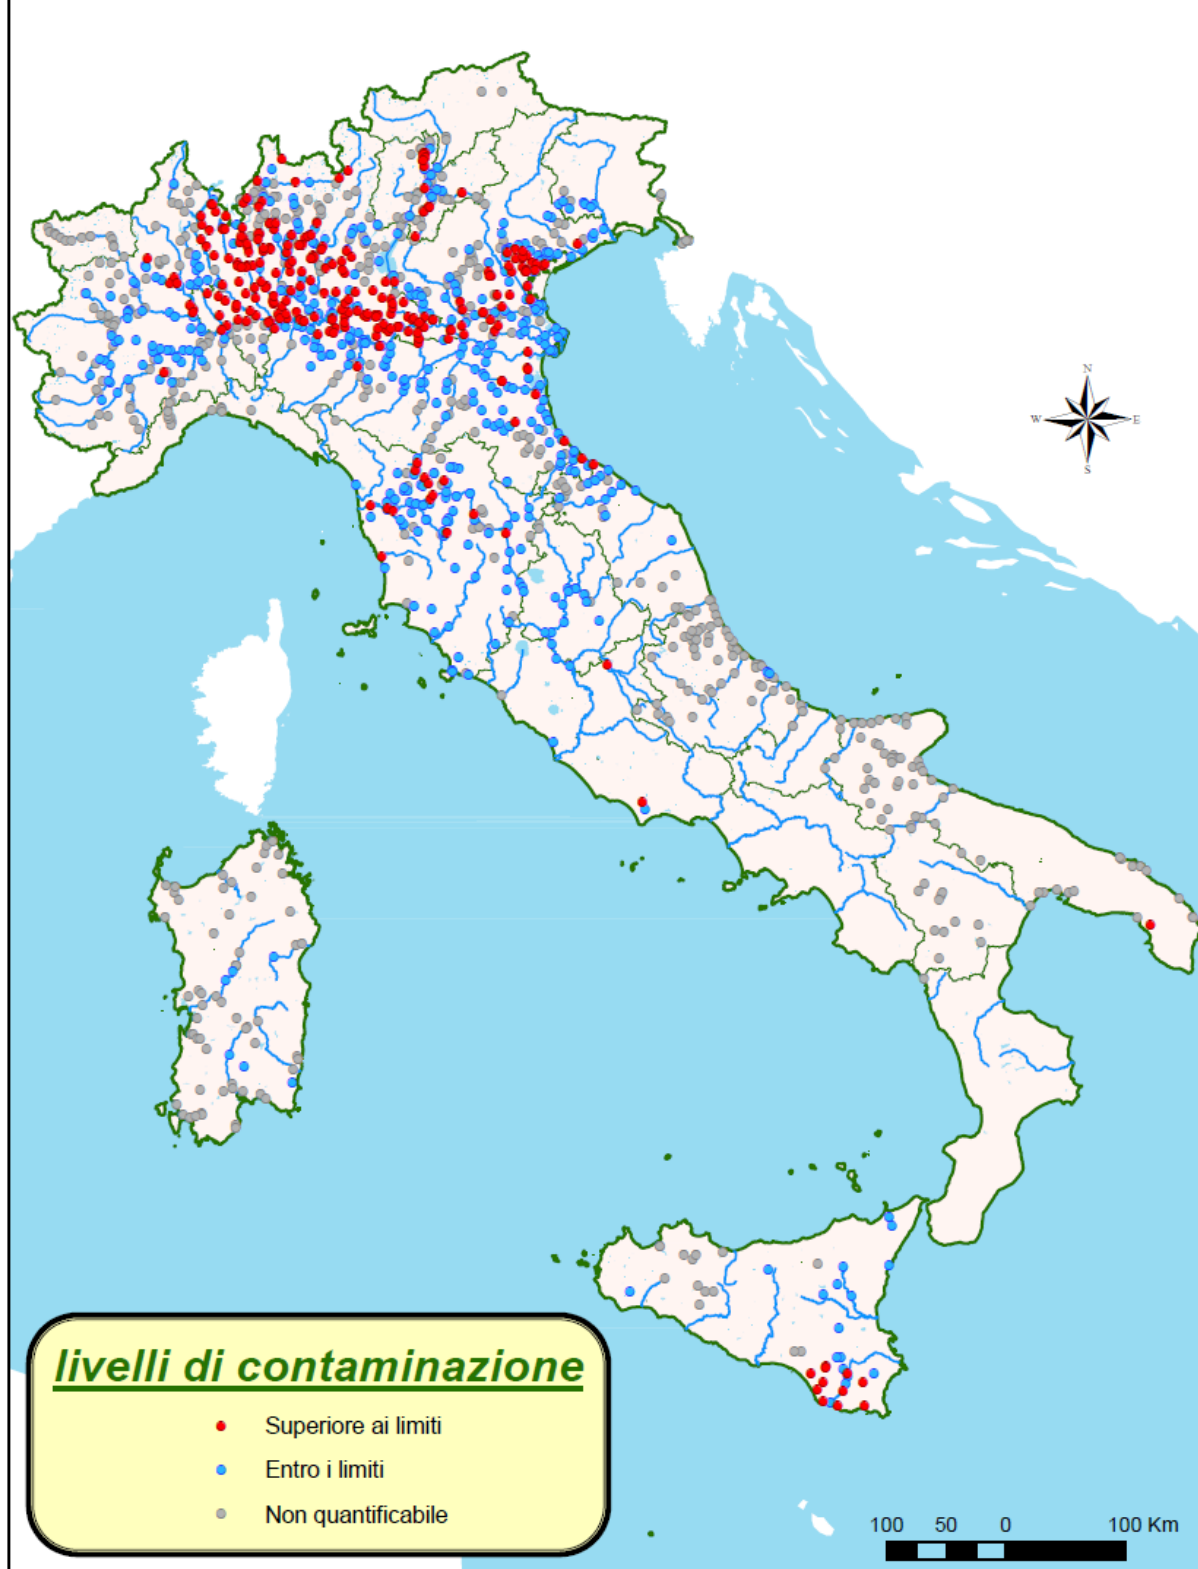 N
W
E
S
livelli di contaminazione
Superiore ai limiti
Entro i limiti
Non quantificabile
100 50 0 100 Km